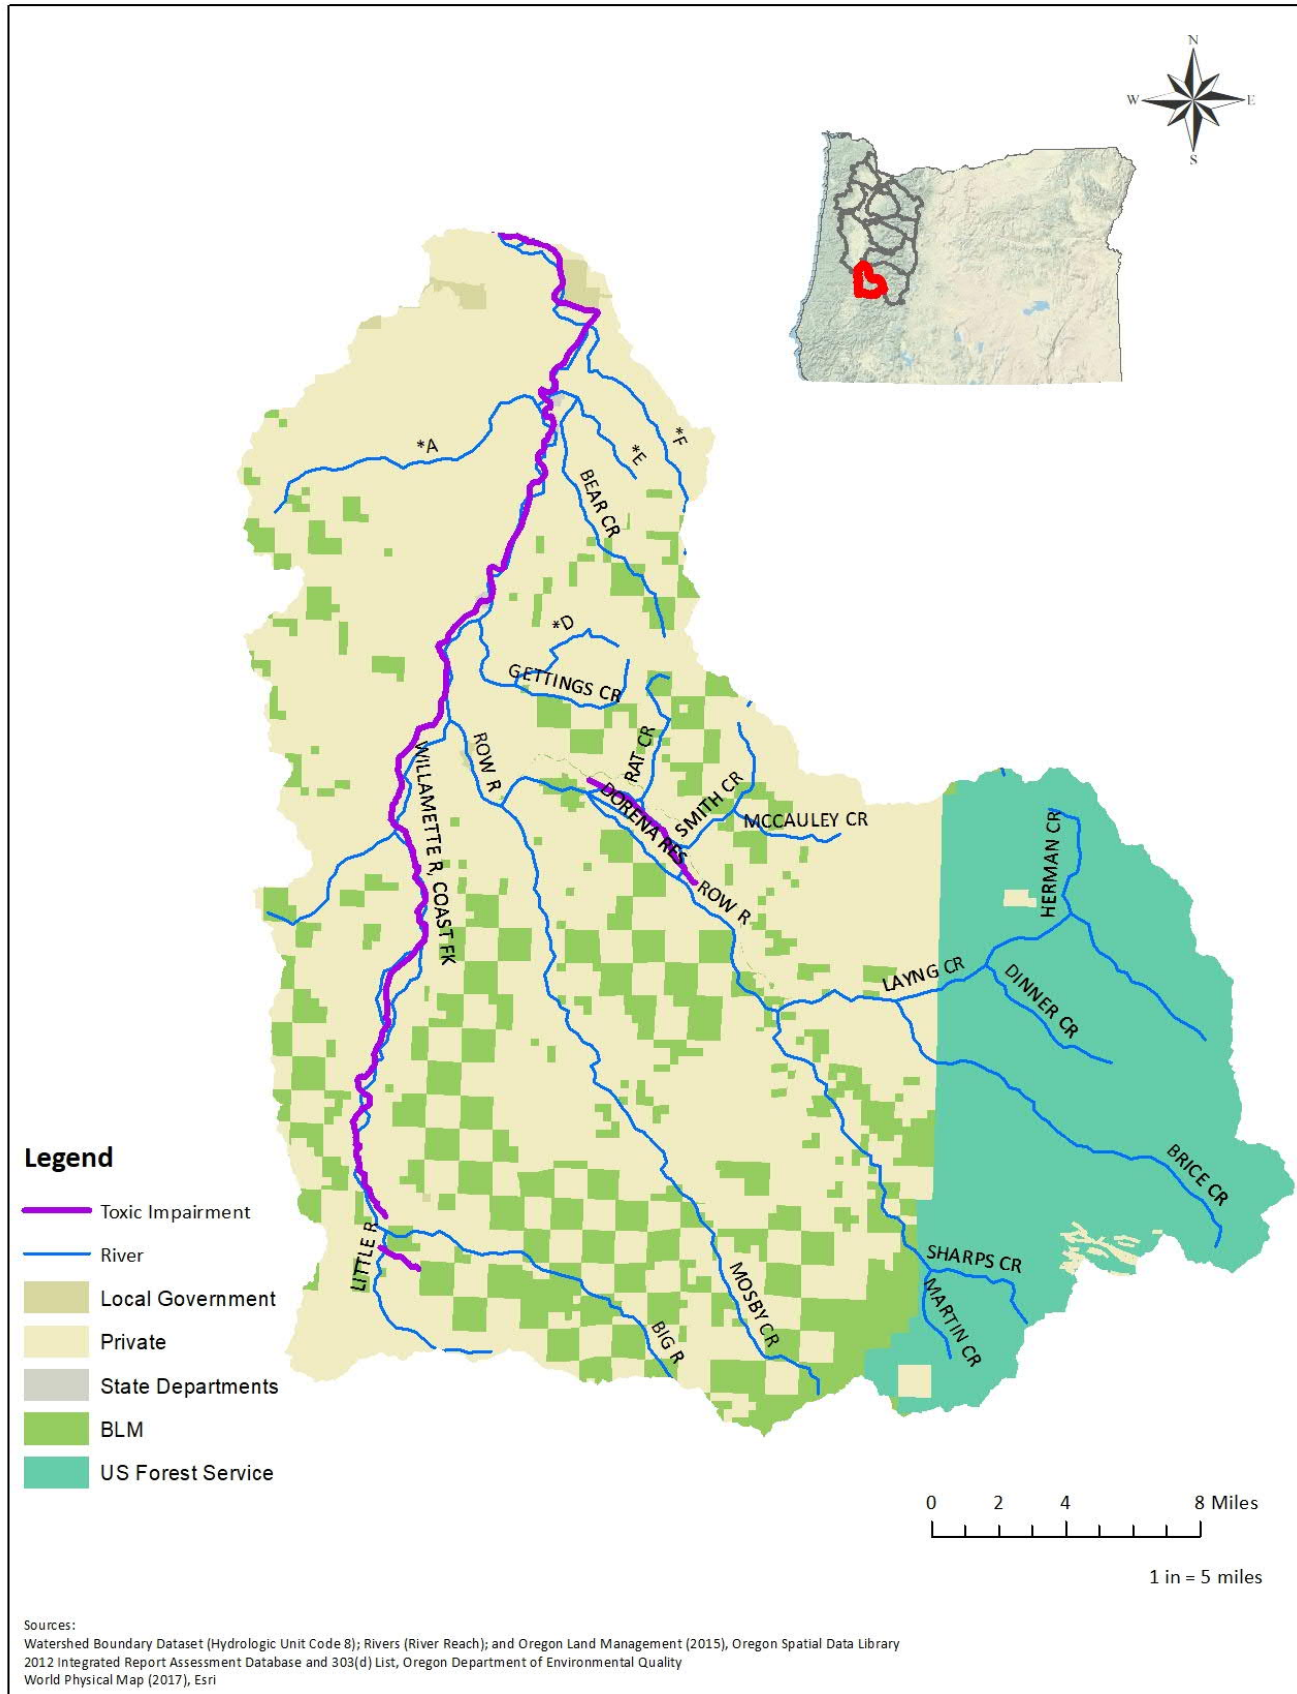 N
W E
S
*A
*F
*E
BEAR CR
*D
GETTINGS CR
ROW R
RAT CR
WILLAMETTE R, COAST FK
DORENA RES
SMITH CR
MCCAULEY CR
HERMAN CR
ROW R
LAYNG CR
DINNER CR
BRICE CR
LITTLE R
SHARPS CR
MARTIN CR
MOSBY CR
BIG R
Legend
Toxic Impairment
River
Local Government
Private
State Departments
BLM
US Forest Service
0 2 4 8 Miles
1 in = 5 miles
Sources:
Watershed Boundary Dataset (Hydrologic Unit Code 8); Rivers (River Reach); and Oregon Land Management (2015), Oregon Spatial Data Library
2012 Integrated Report Assessment Database and 303(d) List, Oregon Department of Environmental Quality
World Physical Map (2017), Esri